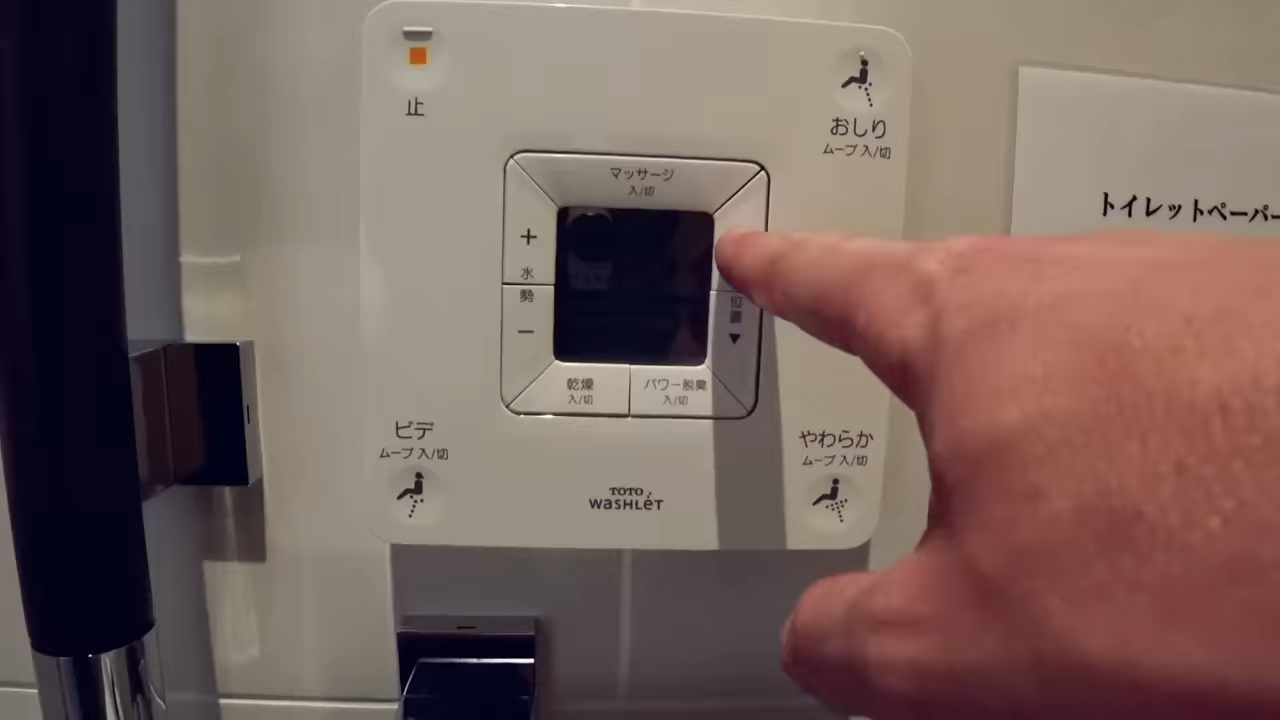 止
おしり
ムーブ 入/切
トイレットペーパー
マッサージ
入/切
+
水
勢
−
位
置
▼
乾燥
入/切
パワー脱臭
入/切
ビデ
ムーブ 入/切
やわらか
ムーブ 入/切
TOTO
WASHLET